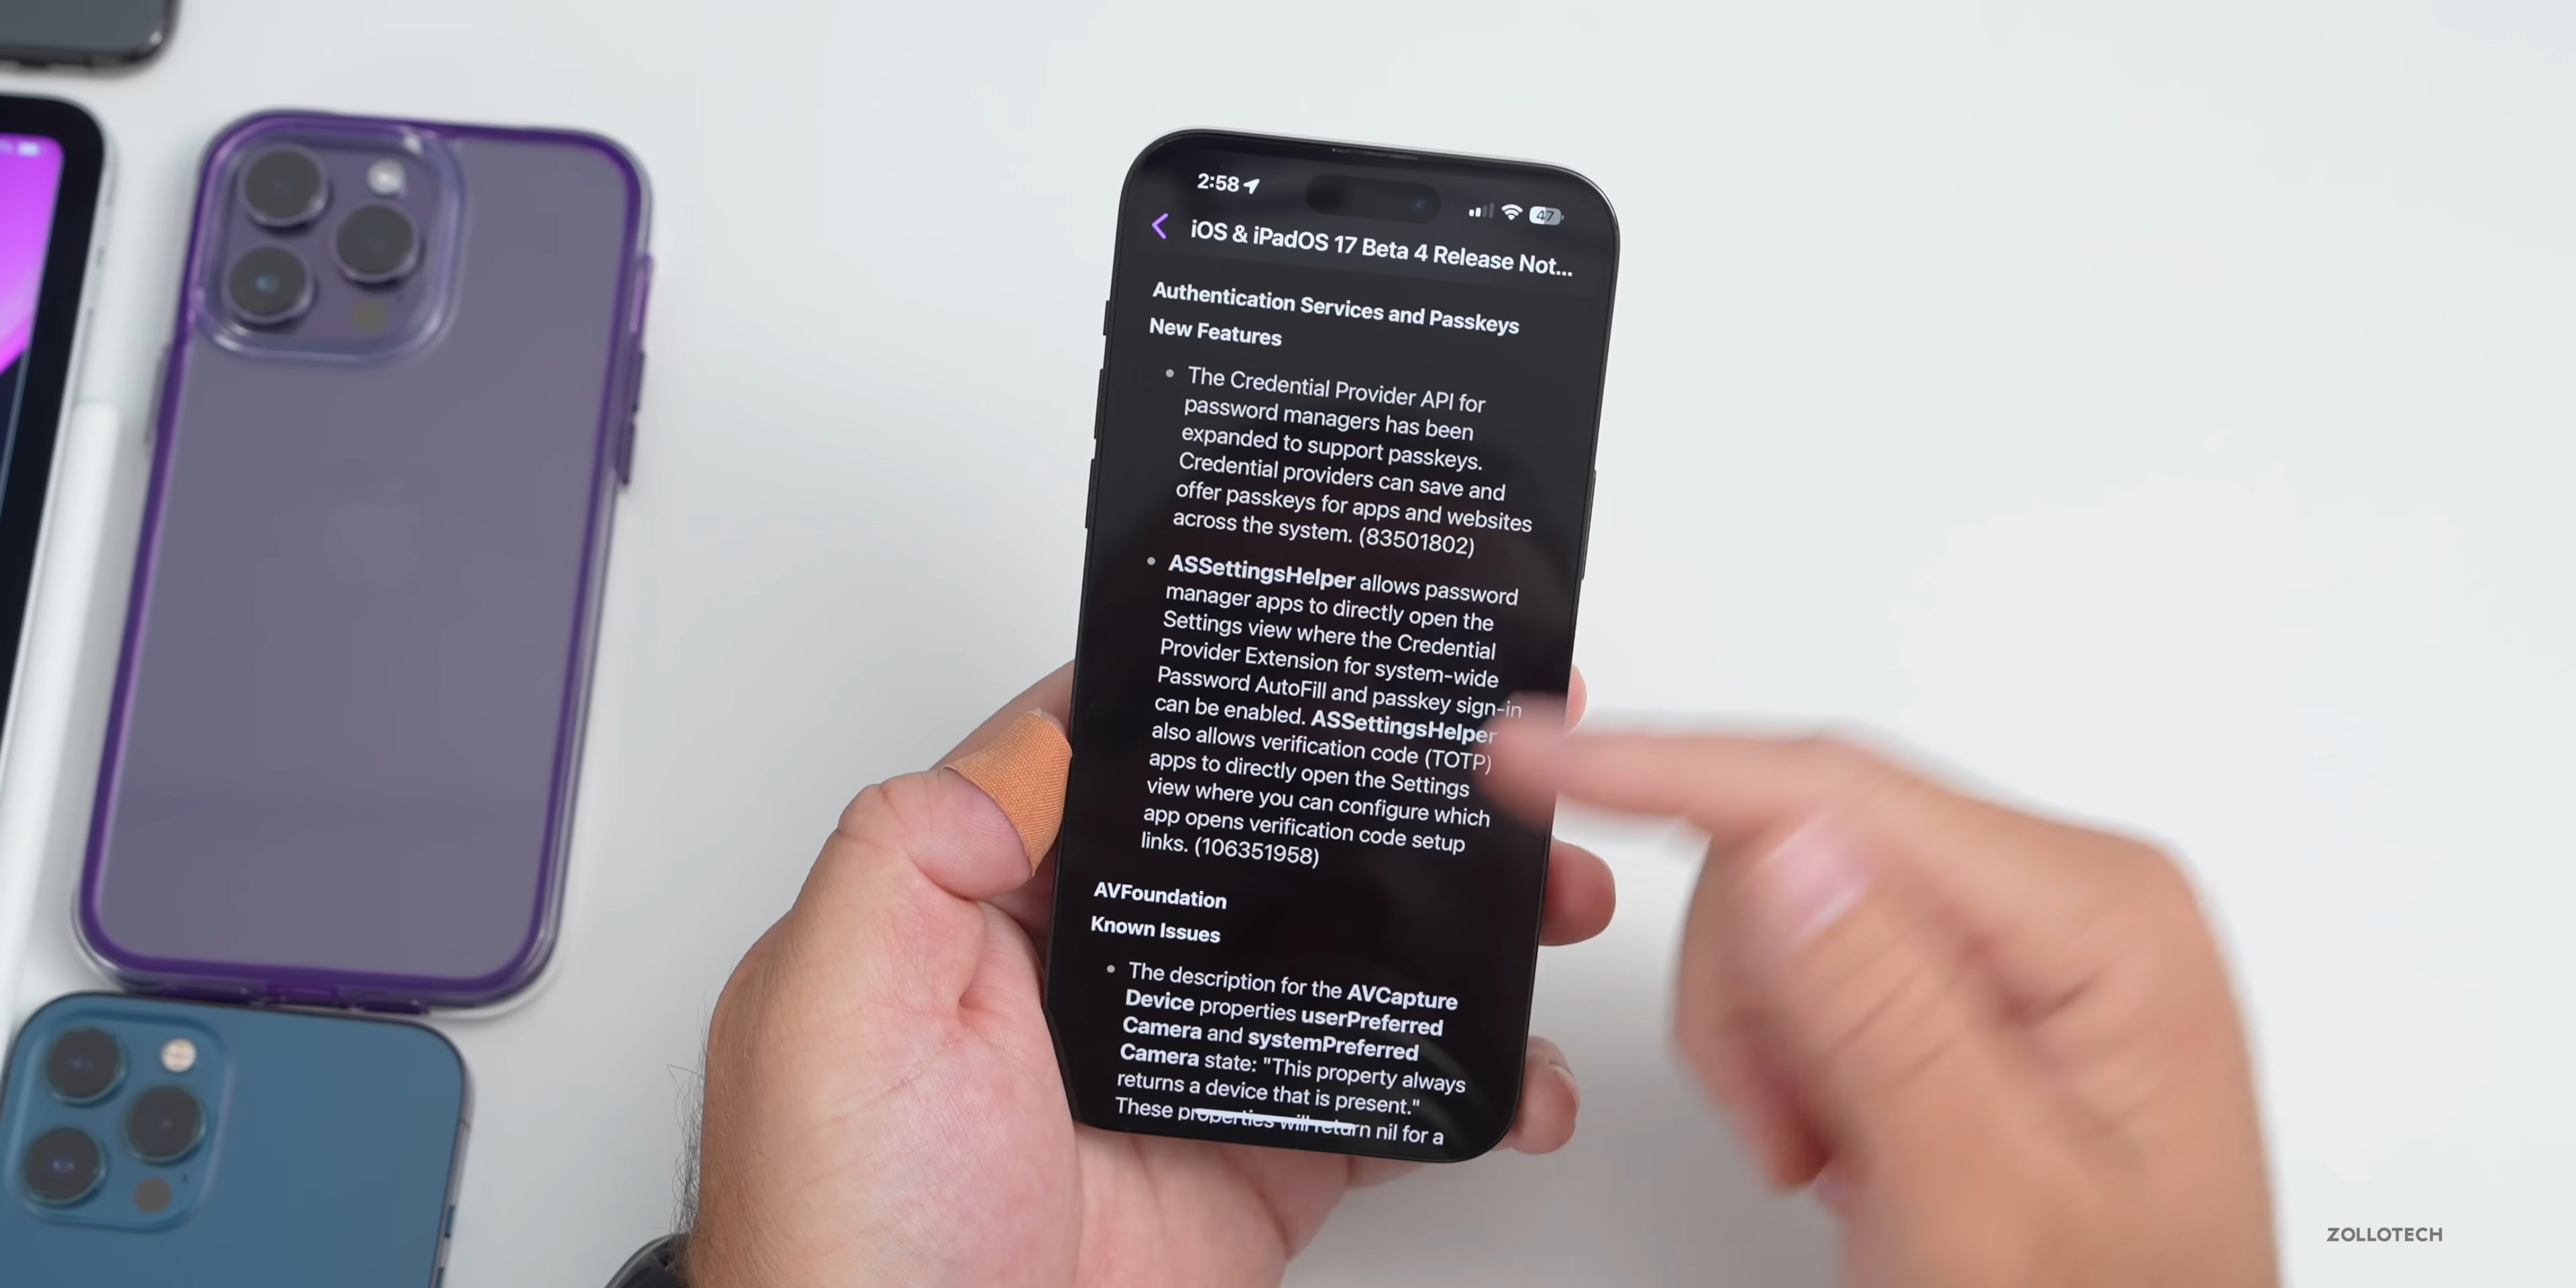 2:58
47
iOS & iPadOS 17 Beta 4 Release Not...
Authentication Services and Passkeys
New Features
• The Credential Provider API for
password managers has been
expanded to support passkeys.
Credential providers can save and
offer passkeys for apps and websites
across the system. (83501802)
• ASSettingsHelper allows password
manager apps to directly open the
Settings view where the Credential
Provider Extension for system-wide
Password AutoFill and passkey sign-in
can be enabled. ASSettingsHelper
also allows verification code (TOTP)
apps to directly open the Settings
view where you can configure which
app opens verification code setup
links. (106351958)
AVFoundation
Known Issues
• The description for the AVCapture
Device properties userPreferred
Camera and systemPreferred
Camera state: "This property always
returns a device that is present."
These properties will return nil for a
ZOLLOTECH